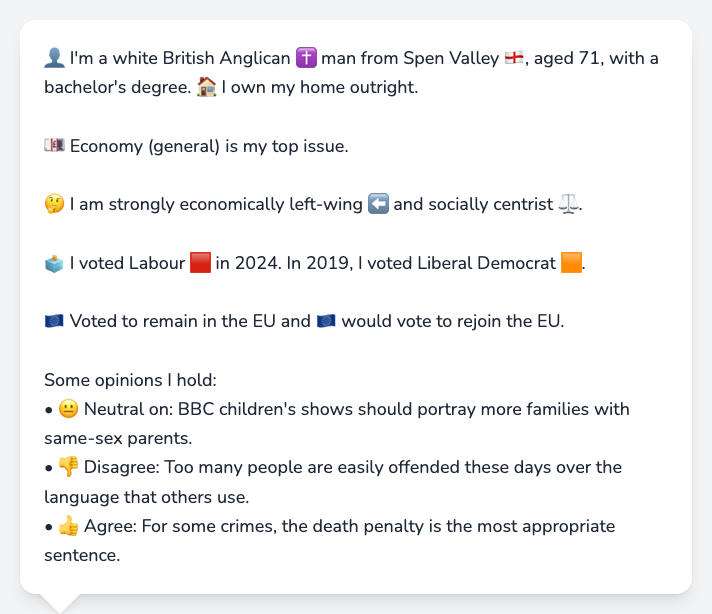 👤 I'm a white British Anglican ✝️ man from Spen Valley 🏴󠁧󠁢󠁥󠁮󠁧󠁿, aged 71, with a
bachelor's degree. 🏠 I own my home outright.
💷 Economy (general) is my top issue.
🤔 I am strongly economically left-wing ⬅️ and socially centrist ⚖️.
🗳️ I voted Labour 🟥 in 2024. In 2019, I voted Liberal Democrat 🟧.
🇪🇺 Voted to remain in the EU and 🇪🇺 would vote to rejoin the EU.
Some opinions I hold:
• 😐 Neutral on: BBC children's shows should portray more families with
same-sex parents.
• 👎 Disagree: Too many people are easily offended these days over the
language that others use.
• 👍 Agree: For some crimes, the death penalty is the most appropriate
sentence.